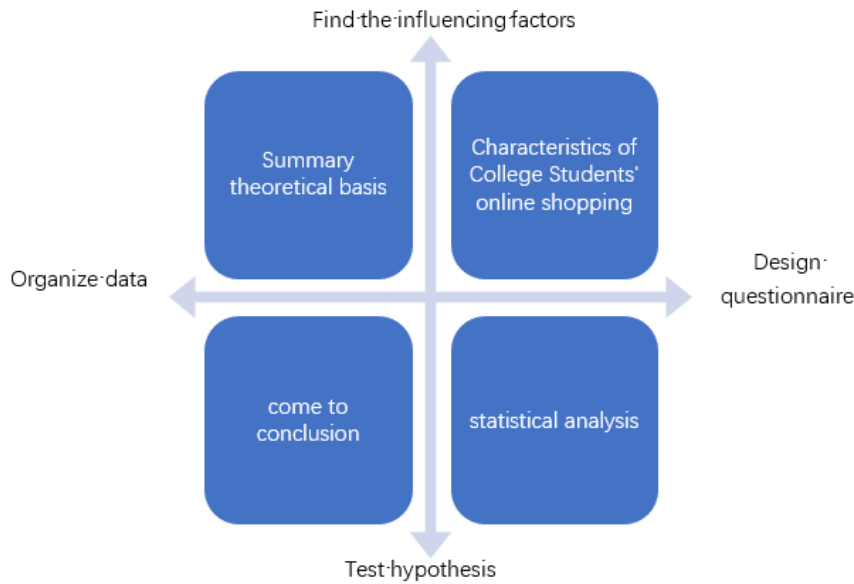 Find·the·influencing·factors
Summary
theoretical basis
Characteristics of
College Students'
online shopping
Organize·data
Design·
questionnaire
come to
conclusion
statistical analysis
Test·hypothesis